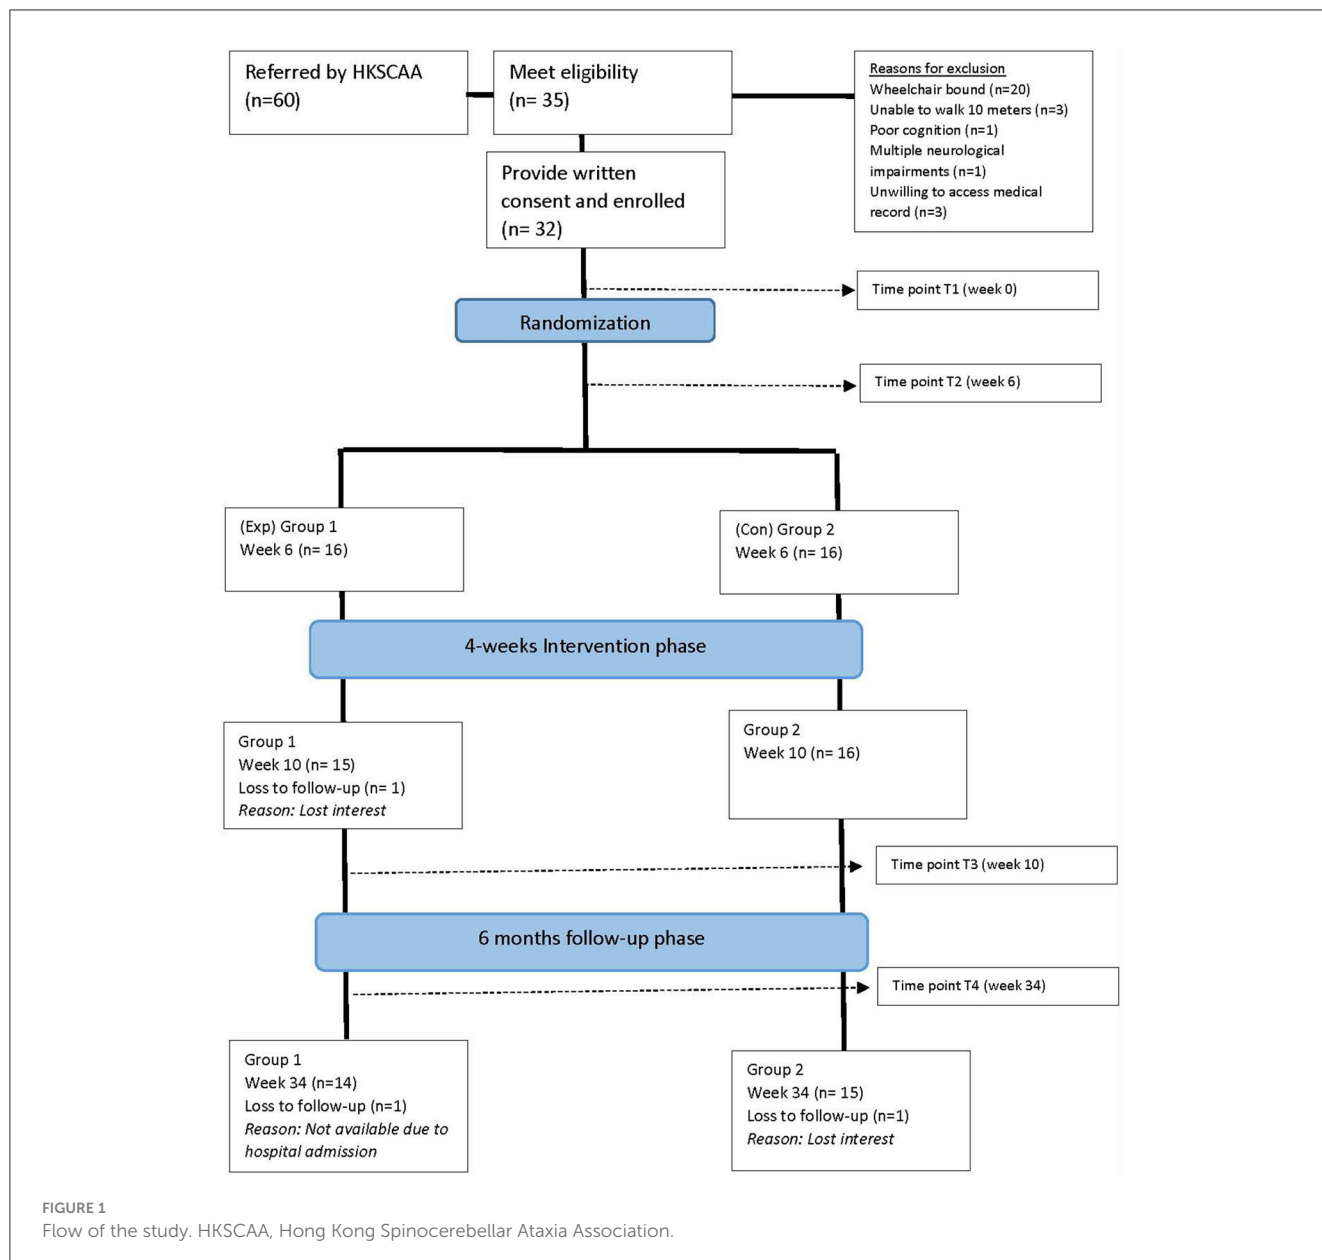 Referred by HKSCAA
(n=60)
Meet eligibility
(n= 35)
Reasons for exclusion
Wheelchair bound (n=20)
Unable to walk 10 meters (n=3)
Poor cognition (n=1)
Multiple neurological
impairments (n=1)
Unwilling to access medical
record (n=3)
Provide written
consent and enrolled
(n= 32)
Time point T1 (week 0)
Randomization
Time point T2 (week 6)
(Exp) Group 1
Week 6 (n= 16)
(Con) Group 2
Week 6 (n= 16)
4-weeks Intervention phase
Group 1
Week 10 (n= 15)
Loss to follow-up (n= 1)
Reason: Lost interest
Group 2
Week 10 (n= 16)
Time point T3 (week 10)
6 months follow-up phase
Time point T4 (week 34)
Group 1
Week 34 (n=14)
Loss to follow-up (n=1)
Reason: Not available due to
hospital admission
Group 2
Week 34 (n= 15)
Loss to follow-up (n=1)
Reason: Lost interest
FIGURE 1
Flow of the study. HKSCAA, Hong Kong Spinocerebellar Ataxia Association.